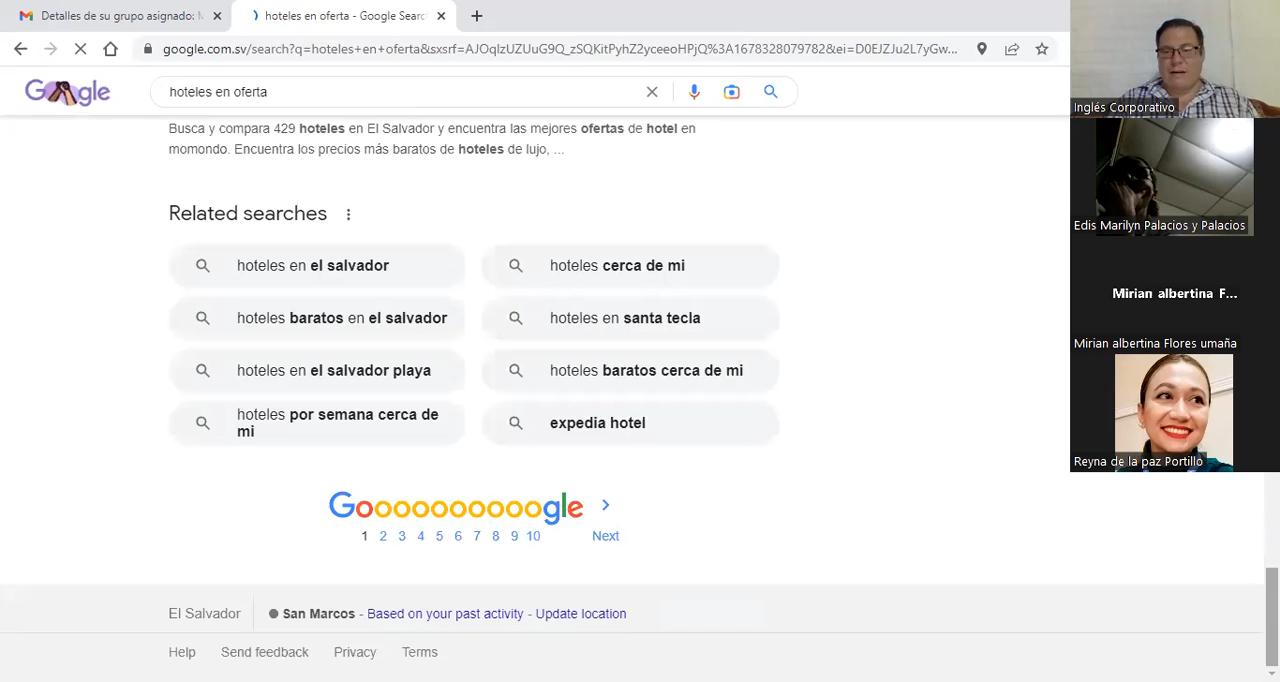 Detalles de su grupo asignado: M
hoteles en oferta - Google Searc
google.com.sv/search?q=hoteles+en+oferta&sxsrf=AJOqlzUZUuG9Q_zSQKitPyhZ2yceeoHPjQ%3A1678328079782&ei=D0EJZJu2L7yGw...
Google
hoteles en oferta
Busca y compara 429 hoteles en El Salvador y encuentra las mejores ofertas de hotel en
momondo. Encuentra los precios más baratos de hoteles de lujo, ...
Related searches
hoteles en el salvador
hoteles cerca de mi
hoteles baratos en el salvador
hoteles en santa tecla
hoteles en el salvador playa
hoteles baratos cerca de mi
hoteles por semana cerca de
mi
expedia hotel
Goooooooooogle
1 2 3 4 5 6 7 8 9 10 Next
El Salvador
San Marcos - Based on your past activity - Update location
Help Send feedback Privacy Terms
Inglés Corporativo
Edis Marilyn Palacios y Palacios
Mirian albertina F...
Mirian albertina Flores umaña
Reyna de la paz Portillo